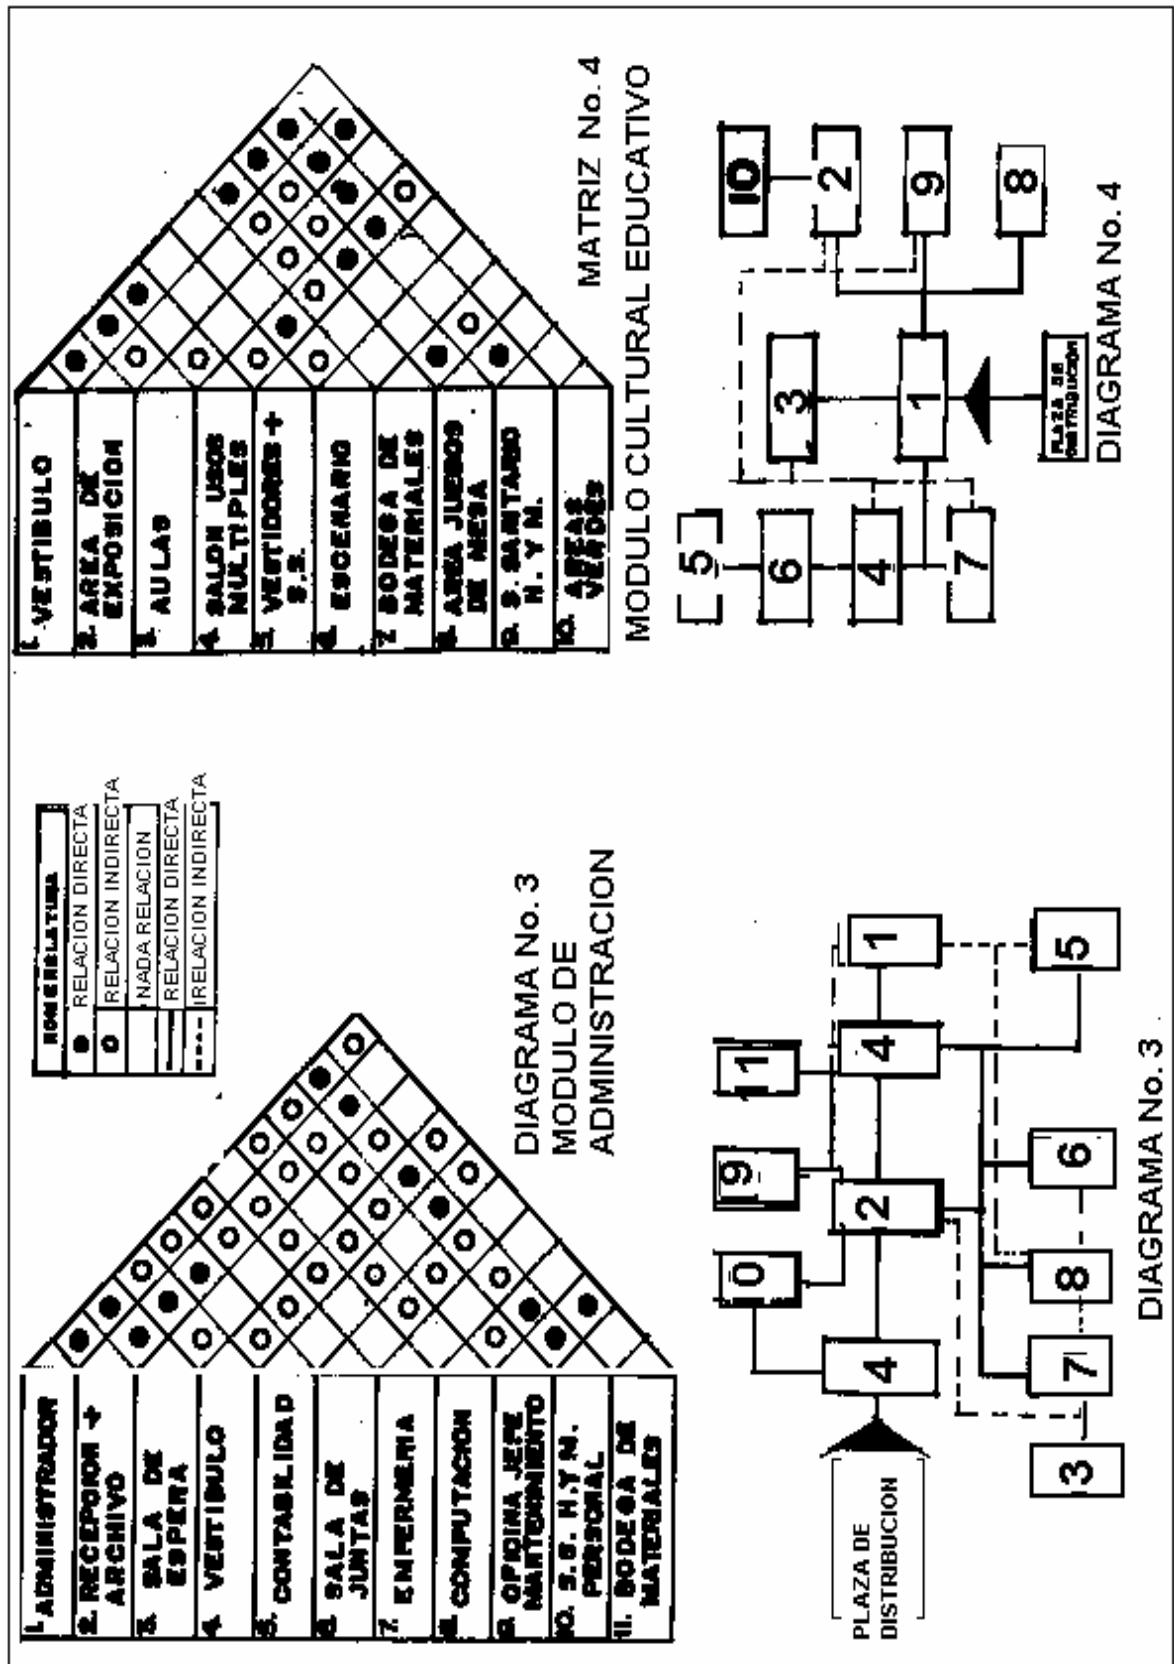 1. ADMINISTRADOR
2. RECEPCION +
ARCHIVO
3. SALA DE
ESPERA
4. VESTIBULO
5. CONTABILIDAD
6. SALA DE
JUNTAS
7. ENFERMERIA
8. COMPUTACION
9. OFICINA JEFE
MANTENIMIENTO
10. S.S. H.Y M.
PERSONAL
11. BODEGA DE
MATERIALES
NOMENCLATURA
RELACION DIRECTA
RELACION INDIRECTA
NADA RELACION
RELACION DIRECTA
IRELACION INDIRECTA
DIAGRAMA No. 3
MODULO DE
ADMINISTRACION
PLAZA DE
DISTRIBUCION
4
10
2
9
4
11
1
3
7
8
6
5
DIAGRAMA No. 3
1. VESTIBULO
2. AREA DE
EXPOSICION
3. AULAS
4. SALON USOS
MULTIPLES
5. VESTIDORES +
S.S.
6. ESCENARIO
7. BODEGA DE
MATERIALES
8. AREA JUEGOS
DE MESA
9. S. SANITARIO
H. Y M.
10. AREAS
VERDES
MATRIZ No. 4
MODULO CULTURAL EDUCATIVO
5
6
4
7
3
1
PLAZA DE
DISTRIBUCION
10
2
9
8
DIAGRAMA No. 4